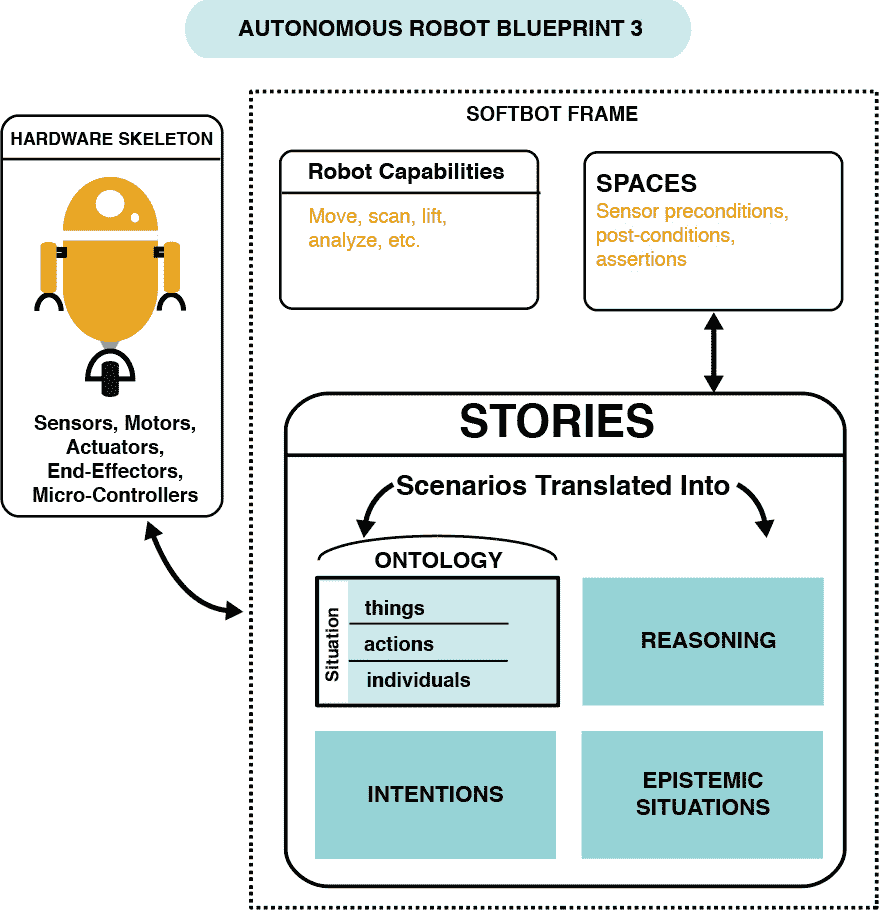 AUTONOMOUS ROBOT BLUEPRINT 3
HARDWARE SKELETON
Sensors, Motors,
Actuators,
End-Effectors,
Micro-Controllers
SOFTBOT FRAME
Robot Capabilities
Move, scan, lift,
analyze, etc.
SPACES
Sensor preconditions,
post-conditions,
assertions
STORIES
Scenarios Translated Into
ONTOLOGY
Situation
things
actions
individuals
REASONING
INTENTIONS
EPISTEMIC
SITUATIONS